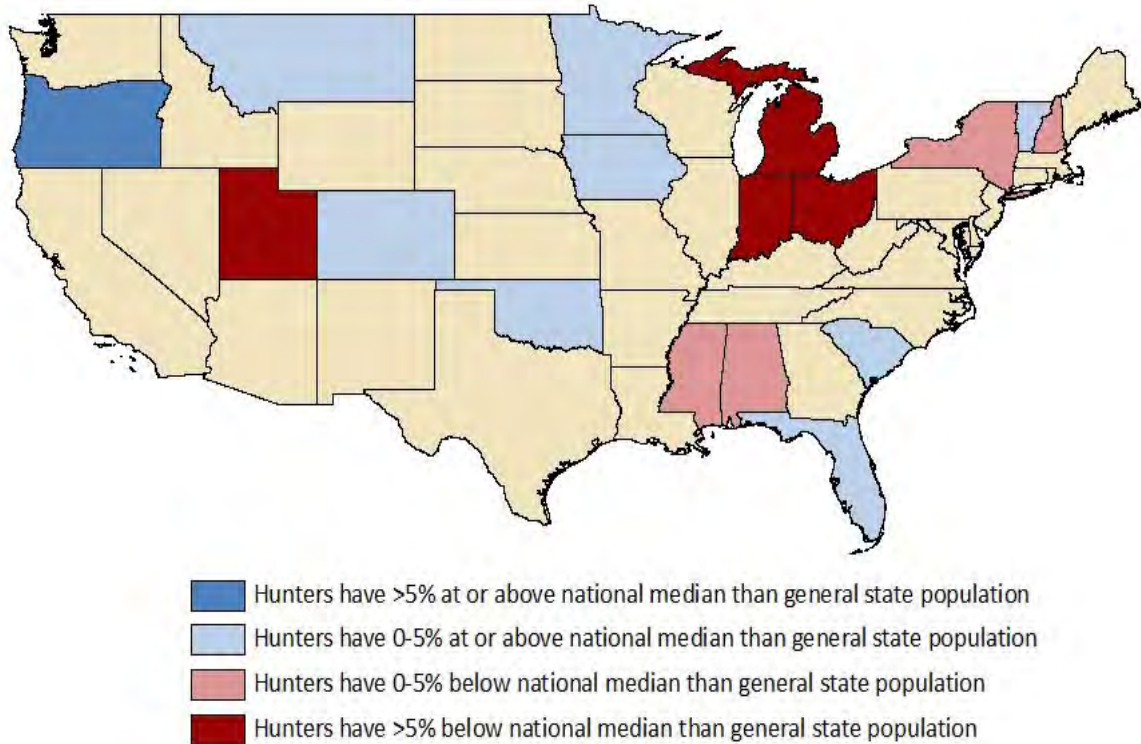 Hunters have >5% at or above national median than general state population
Hunters have 0-5% at or above national median than general state population
Hunters have 0-5% below national median than general state population
Hunters have >5% below national median than general state population